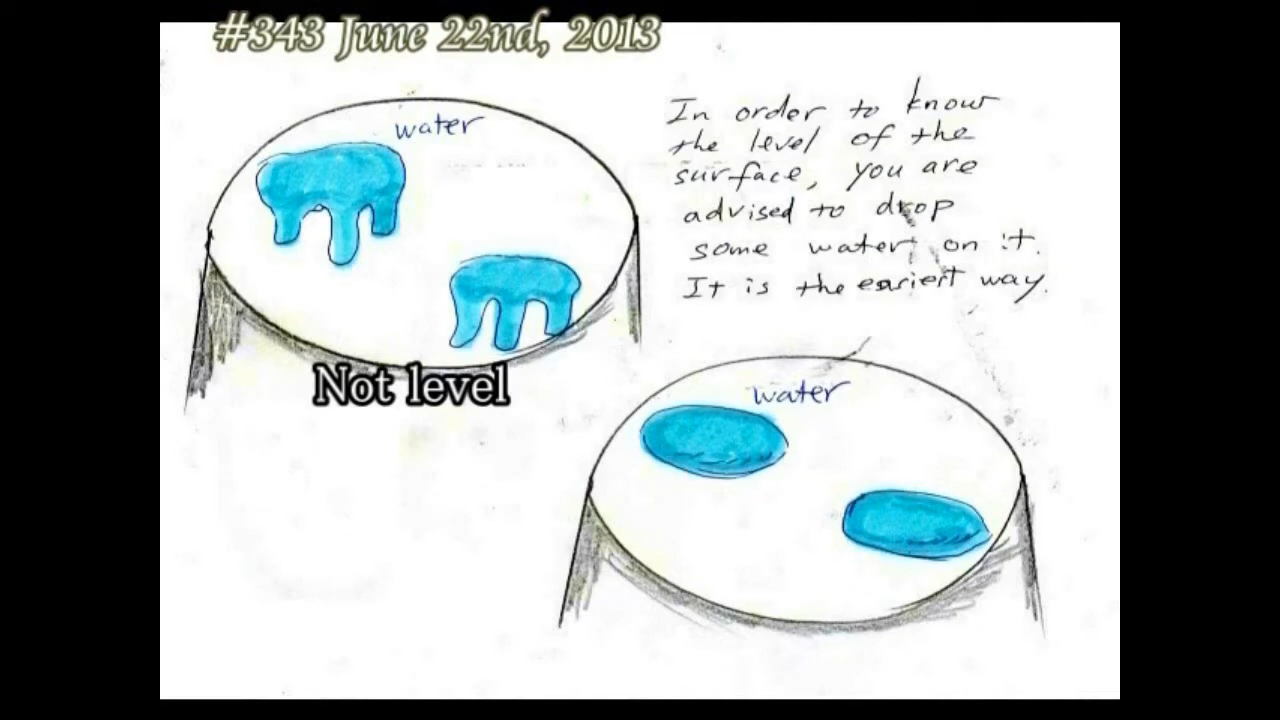 #343 June 22nd, 2013
water
In order to know
the level of the
surface, you are
advised to drop
some water on it.
It is the easiest way.
Not level
water